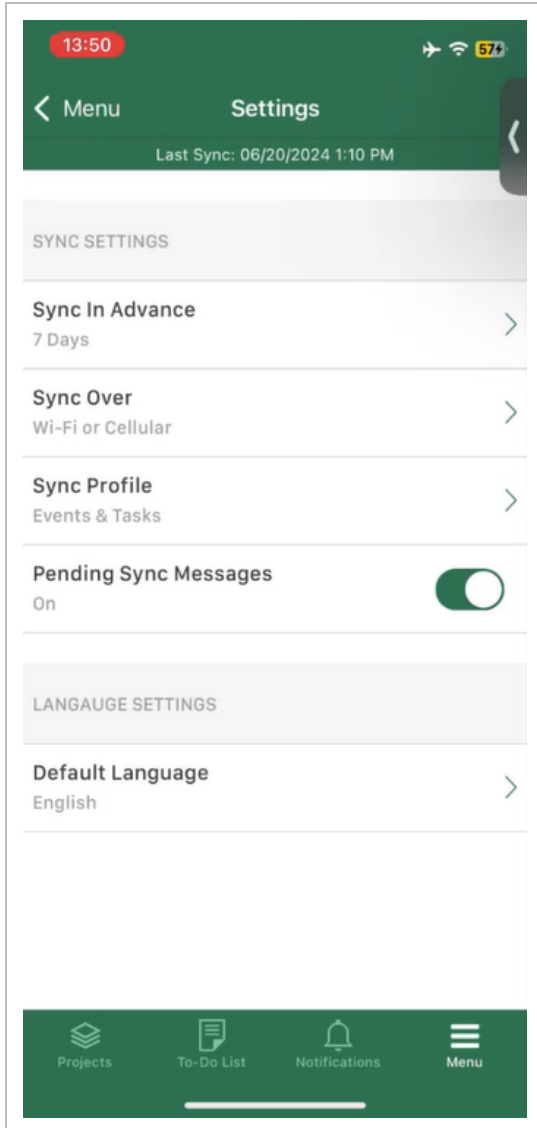 13:50
57
Menu
Settings
Last Sync: 06/20/2024 1:10 PM
SYNC SETTINGS
Sync In Advance
7 Days
Sync Over
Wi-Fi or Cellular
Sync Profile
Events & Tasks
Pending Sync Messages
On
LANGAUGE SETTINGS
Default Language
English
Projects
To-Do List
Notifications
Menu